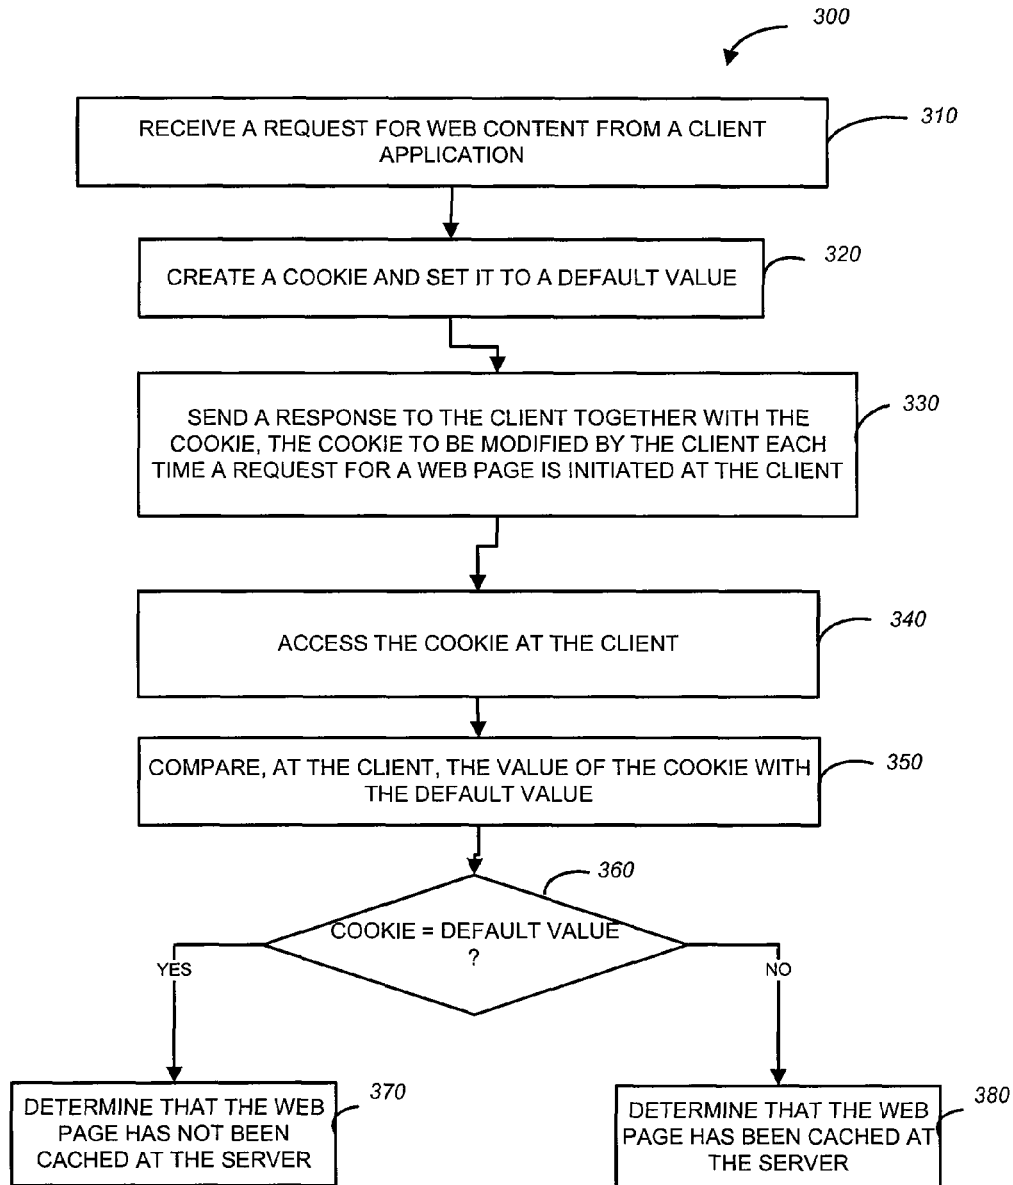 300
RECEIVE A REQUEST FOR WEB CONTENT FROM A CLIENT
APPLICATION
310
CREATE A COOKIE AND SET IT TO A DEFAULT VALUE
320
SEND A RESPONSE TO THE CLIENT TOGETHER WITH THE
COOKIE, THE COOKIE TO BE MODIFIED BY THE CLIENT EACH
TIME A REQUEST FOR A WEB PAGE IS INITIATED AT THE CLIENT
330
ACCESS THE COOKIE AT THE CLIENT
340
COMPARE, AT THE CLIENT, THE VALUE OF THE COOKIE WITH
THE DEFAULT VALUE
350
360
COOKIE = DEFAULT VALUE
?
YES
NO
DETERMINE THAT THE WEB
PAGE HAS NOT BEEN
CACHED AT THE SERVER
370
DETERMINE THAT THE WEB
PAGE HAS BEEN CACHED AT
THE SERVER
380